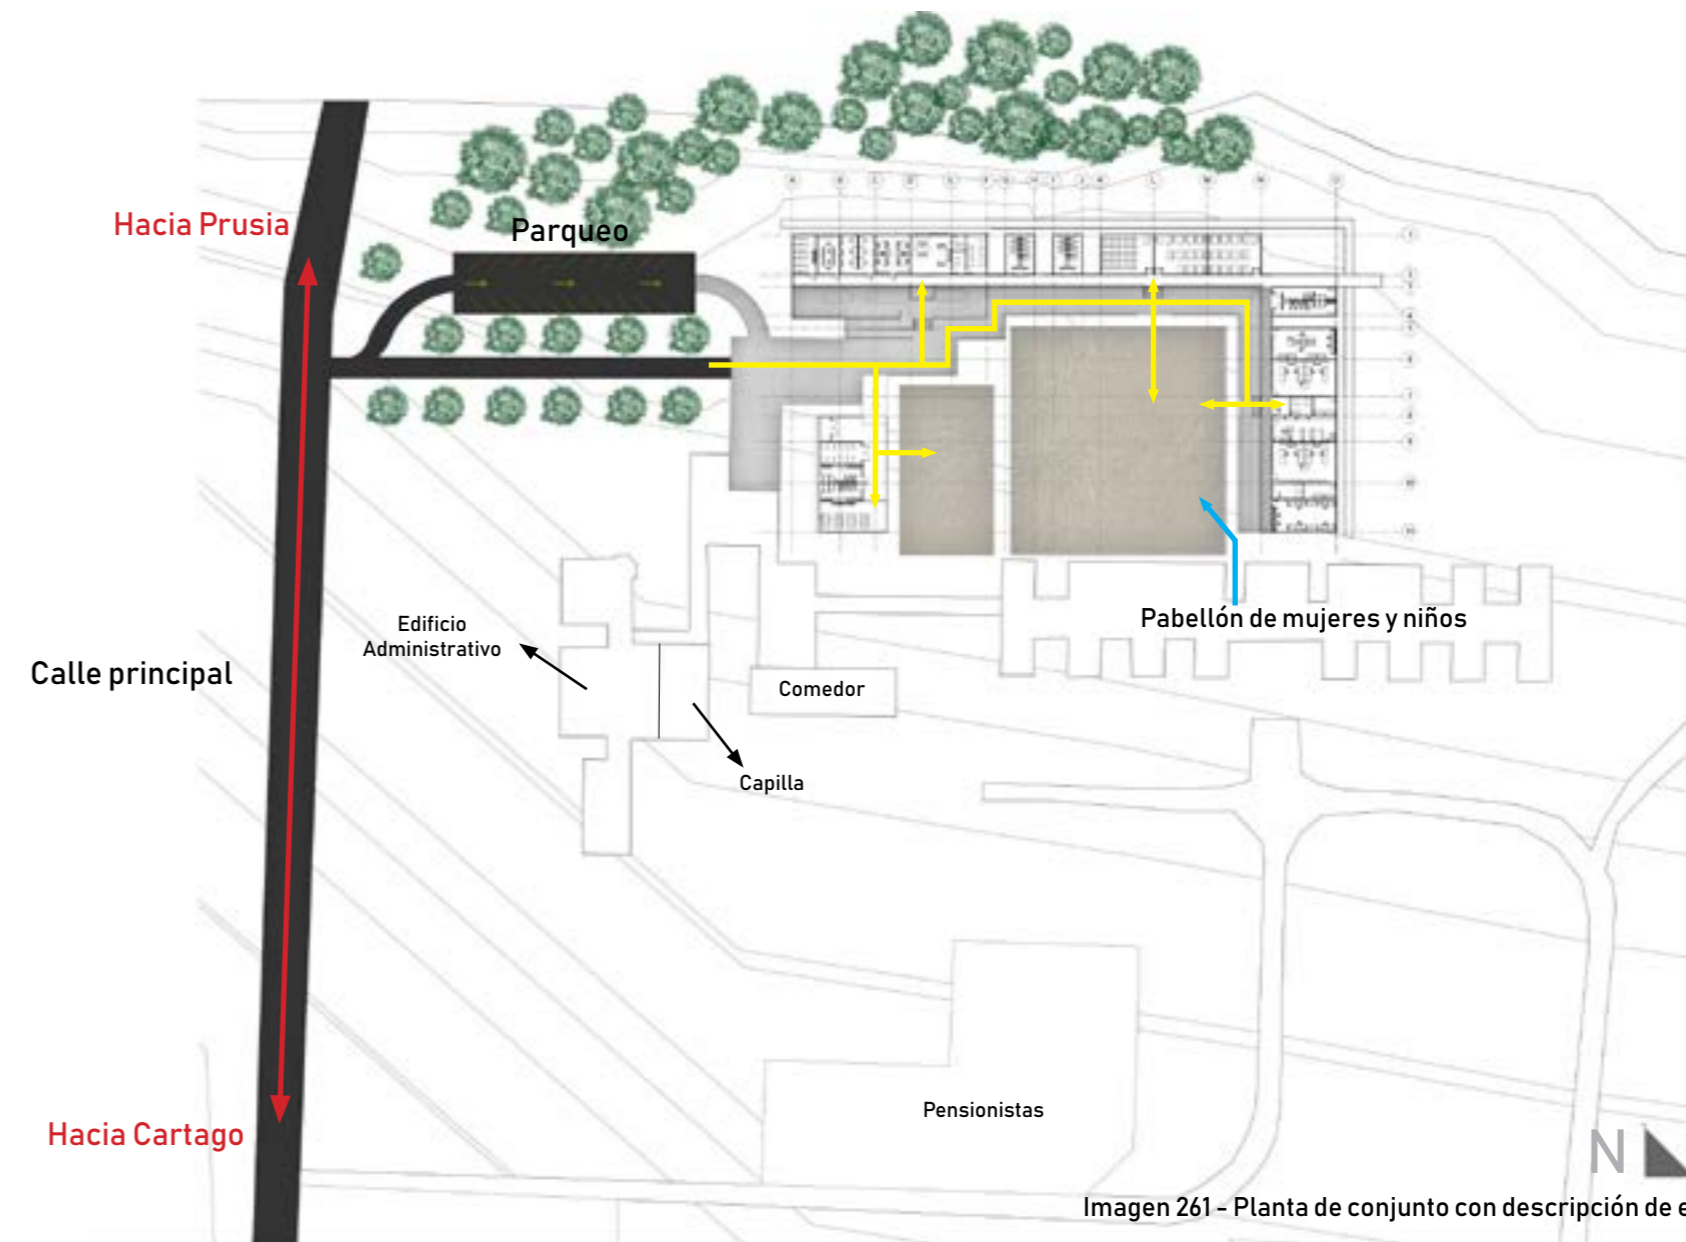 Hacia Prusia
Parqueo
Edificio
Administrativo
Pabellón de mujeres y niños
Calle principal
Comedor
Capilla
Pensionistas
Hacia Cartago
N
Imagen 261 - Planta de conjunto con descripción de e